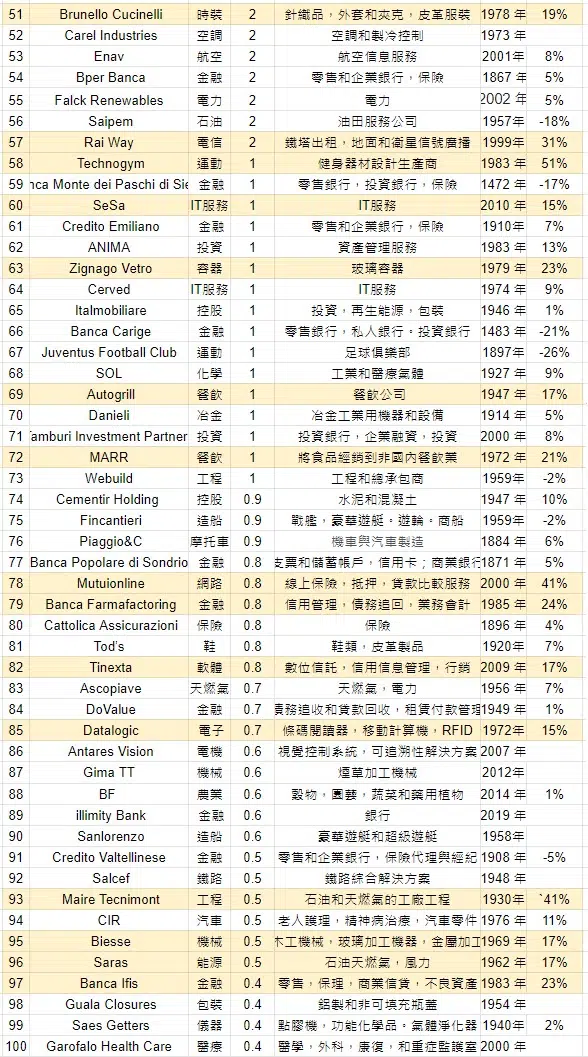 51 Brunello Cucinelli 時裝 2 針織品，外套和夾克，皮革服裝 1978 年 19%
52 Carel Industries 空調 2 空調和製冷控制 1973 年
53 Enav 航空 2 航空信息服務 2001年 8%
54 Bper Banca 金融 2 零售和企業銀行，保險 1867 年 5%
55 Falck Renewables 電力 2 電力 2002 年 5%
56 Saipem 石油 2 油田服務公司 1957年 -18%
57 Rai Way 電信 2 鐵塔出租，地面和衛星信號廣播 1999年 31%
58 Technogym 運動 1 健身器材設計生產商 1983 年 51%
59 nca Monte dei Paschi di Sie 金融 1 零售銀行，投資銀行，保險 1472 年 -17%
60 SeSa IT服務 1 IT服務 2010 年 15%
61 Credito Emiliano 金融 1 零售和企業銀行，保險 1910年 7%
62 ANIMA 投資 1 資產管理服務 1983 年 13%
63 Zignago Vetro 容器 1 玻璃容器 1979 年 23%
64 Cerved IT服務 1 IT服務 1974 年 9%
65 Italmobiliare 控股 1 投資，再生能源，包裝 1946 年 1%
66 Banca Carige 金融 1 零售銀行，私人銀行。投資銀行 1483 年 -21%
67 Juventus Football Club 運動 1 足球俱樂部 1897年 -26%
68 SOL 化學 1 工業和醫療氣體 1927 年 9%
69 Autogrill 餐飲 1 餐飲公司 1947 年 17%
70 Danieli 冶金 1 冶金工業用機器和設備 1914 年 5%
71 amburi Investment Partner 投資 1 投資銀行，企業融資，投資 2000 年 8%
72 MARR 餐飲 1 將食品經銷到非國內餐飲業 1972 年 21%
73 Webuild 工程 1 工程和總承包商 1959年 -2%
74 Cementir Holding 控股 0.9 水泥和混凝土 1947 年 10%
75 Fincantieri 造船 0.9 戰艦，豪華遊艇。遊輪。商船 1959年 -2%
76 Piaggio&C 摩托車 0.9 機車與汽車製造 1884 年 6%
77 Banca Popolare di Sondrio 金融 0.8 支票和儲蓄帳戶，信用卡；商業銀行 1871 年 5%
78 Mutuionline 網路 0.8 線上保險，抵押，貸款比較服務 2000 年 41%
79 Banca Farmafactoring 金融 0.8 信用管理，債務追回，業務會計 1985 年 24%
80 Cattolica Assicurazioni 保險 0.8 保險 1896 年 4%
81 Tod's 鞋 0.8 鞋類，皮革製品 1920年 7%
82 Tinexta 軟體 0.8 數位信託，信用信息管理，行銷 2009 年 17%
83 Ascopiave 天燃氣 0.7 天燃氣，電力 1956 年 7%
84 DoValue 金融 0.7 債務追收和貸款回收，租賃付款管理 1949 年 1%
85 Datalogic 電子 0.7 條碼閱讀器，移動計算機，RFID 1972年 15%
86 Antares Vision 電機 0.6 視覺控制系統，可追溯性解決方案 2007 年
87 Gima TT 機械 0.6 煙草加工機械 2012年
88 BF 農業 0.6 穀物，園藝，蔬菜和藥用植物 2014 年 1%
89 illimity Bank 金融 0.6 銀行 2019 年
90 Sanlorenzo 造船 0.6 豪華遊艇和超級遊艇 1958年
91 Credito Valtellinese 金融 0.5 零售和企業銀行，保險代理與經紀 1908 年 -5%
92 Salcef 鐵路 0.5 鐵路綜合解決方案 1948 年
93 Maire Tecnimont 工程 0.5 石油和天燃氣的工廠工程 1930年 `41%
94 CIR 汽車 0.5 老人護理，精神病治療，汽車零件 1976 年 11%
95 Biesse 機械 0.5 木工機械，玻璃加工機器，金屬加工 1969 年 17%
96 Saras 能源 0.5 石油天燃氣，風力 1962 年 17%
97 Banca Ifis 金融 0.4 零售，保理，商業信貸，不良資產 1983 年 23%
98 Guala Closures 包裝 0.4 鋁製和非可填充瓶蓋 1954 年
99 Saes Getters 儀器 0.4 點膠機，功能化學品。氣體淨化器 1940年 2%
100 Garofalo Health Care 醫療 0.4 醫學，外科，康復，和重症監護室 2000 年